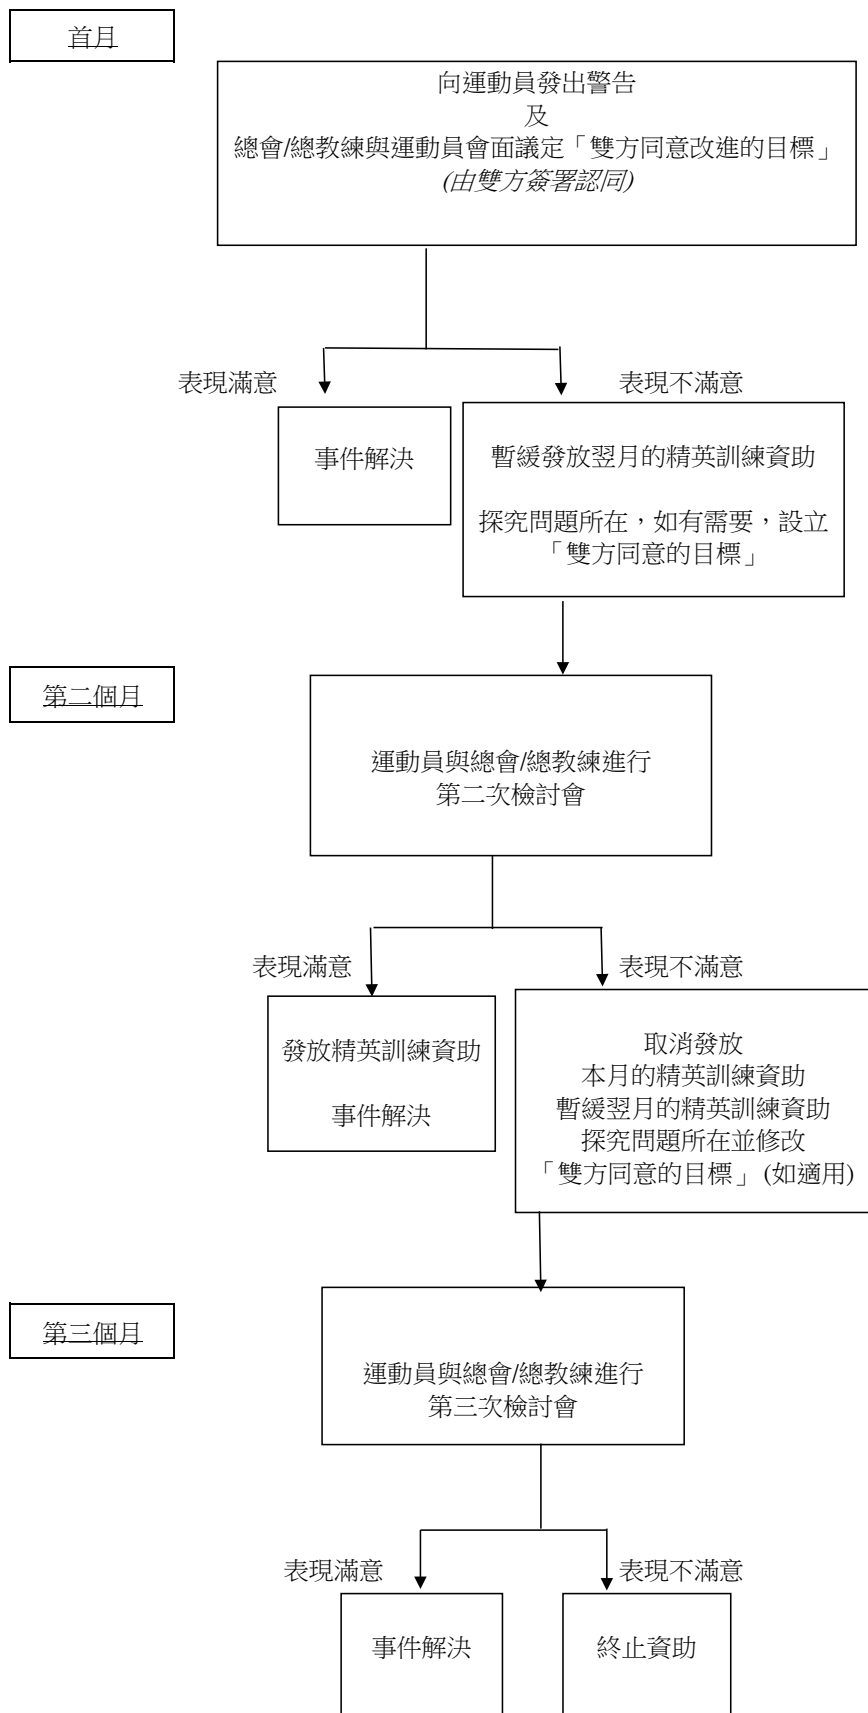 首月
向運動員發出警告
及
總會/總教練與運動員會面議定「雙方同意改進的目標」
(由雙方簽署認同)
表現滿意
表現不滿意
事件解決
暫緩發放翌月的精英訓練資助
探究問題所在，如有需要，設立
「雙方同意的目標」
第二個月
運動員與總會/總教練進行
第二次檢討會
表現滿意
表現不滿意
發放精英訓練資助
事件解決
取消發放
本月的精英訓練資助
暫緩翌月的精英訓練資助
探究問題所在並修改
「雙方同意的目標」(如適用)
第三個月
運動員與總會/總教練進行
第三次檢討會
表現滿意
表現不滿意
事件解決
終止資助